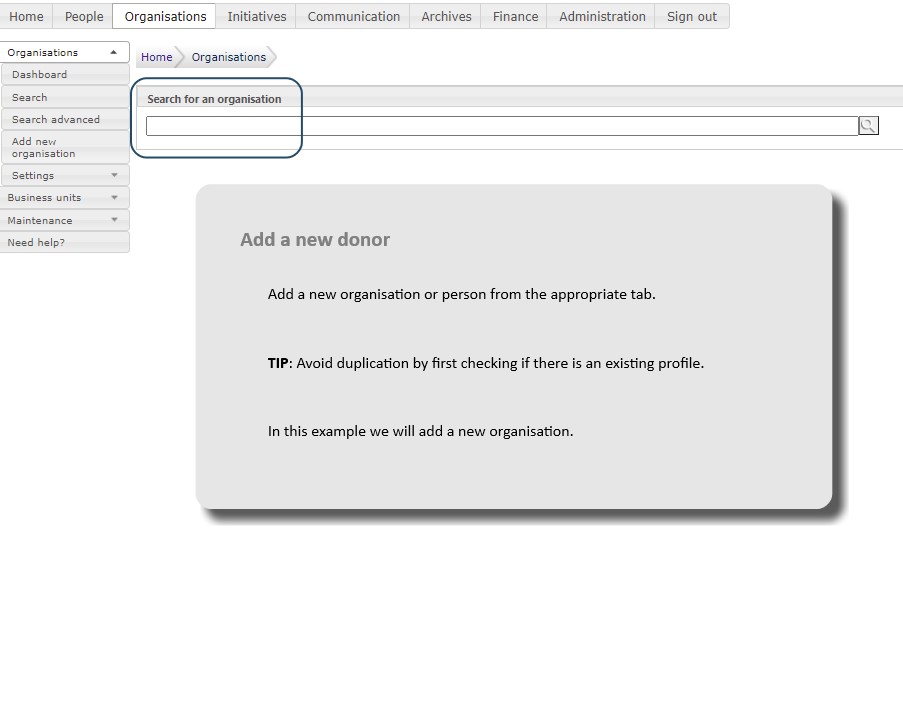 Home People Organisations Initiatives Communication Archives Finance Administration Sign out
Organisations
Dashboard
Search
Search advanced
Add new
organisation
Settings
Business units
Maintenance
Need help?
Home Organisations
Search for an organisation
Add a new donor
Add a new organisation or person from the appropriate tab.
TIP: Avoid duplication by first checking if there is an existing profile.
In this example we will add a new organisation.